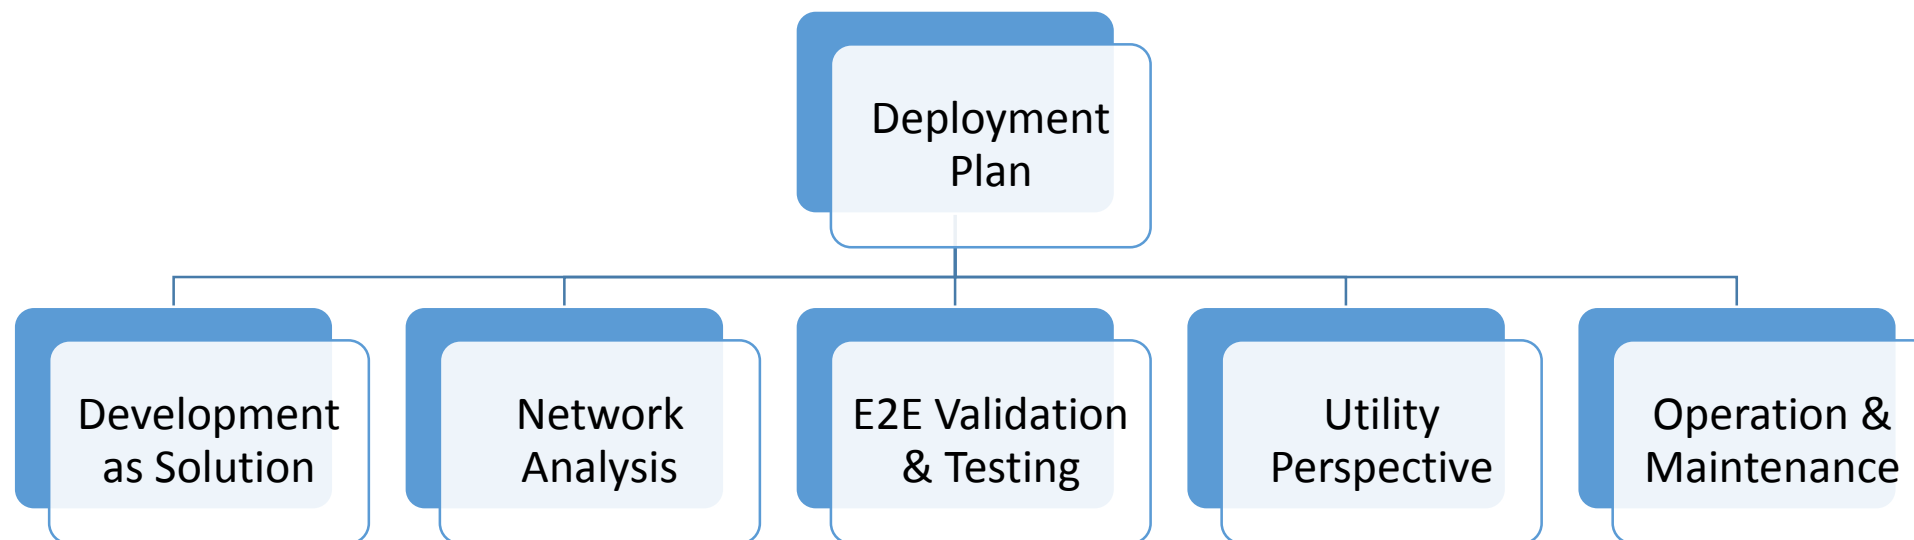 Deployment
Plan
Development
as Solution
Network
Analysis
E2E Validation
& Testing
Utility
Perspective
Operation &
Maintenance